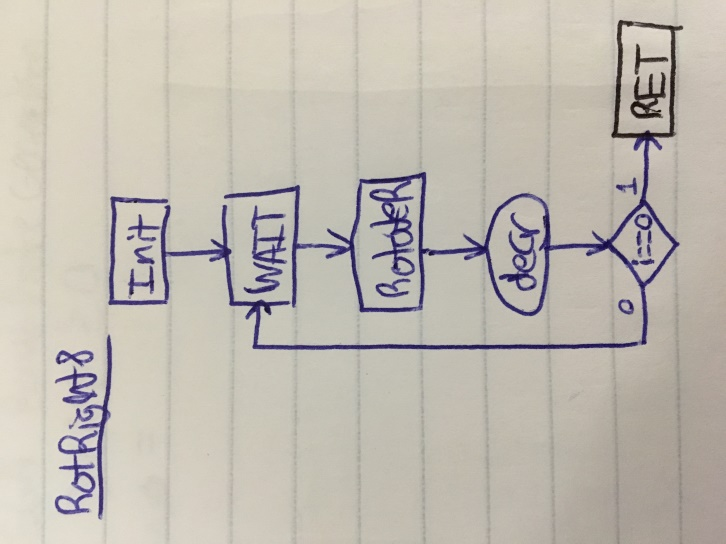 RotRight8
Init
WAIT
RotateR
decr
i==0
0
1
RET